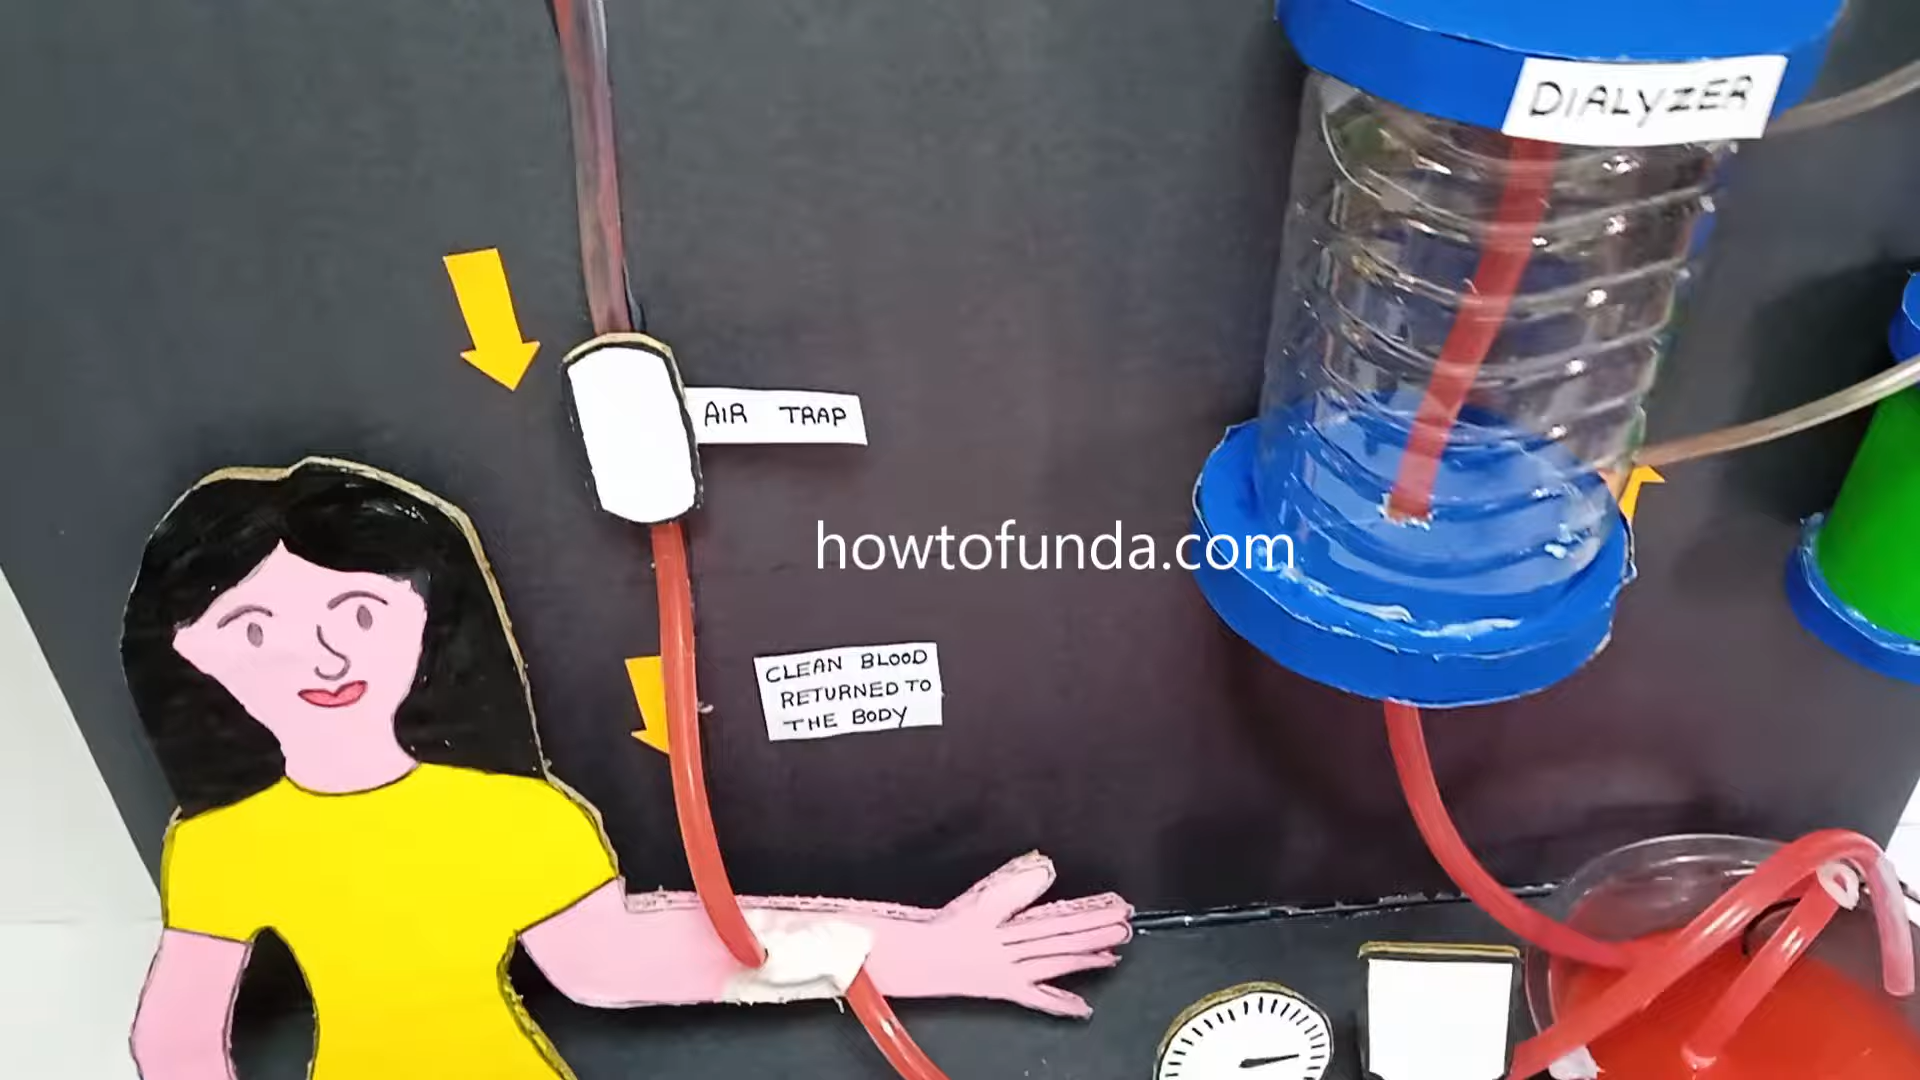 DIALYZER
AIR TRAP
howtofunda.com
CLEAN BLOOD
RETURNED TO
THE BODY